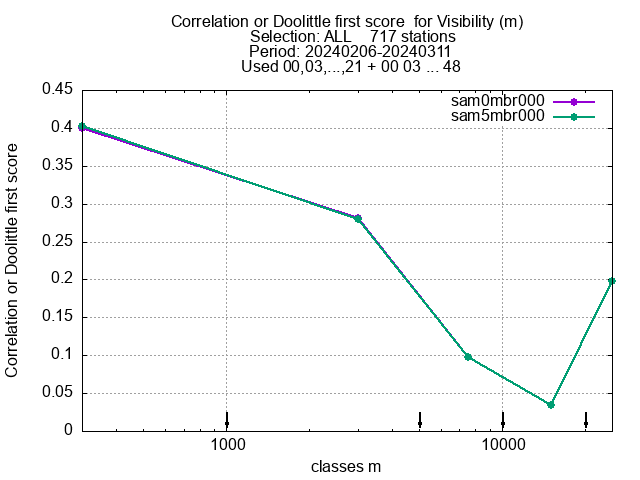 Correlation or Doolittle first score  for Visibility (m)
Selection: ALL    717 stations
Period: 20240206-20240311
Used 00,03,...,21 + 00 03 ... 48
sam0mbr000
sam5mbr000
0.45
0.4
0.35
0.3
0.25
0.2
0.15
0.1
0.05
0
Correlation or Doolittle first score
1000
10000
classes m